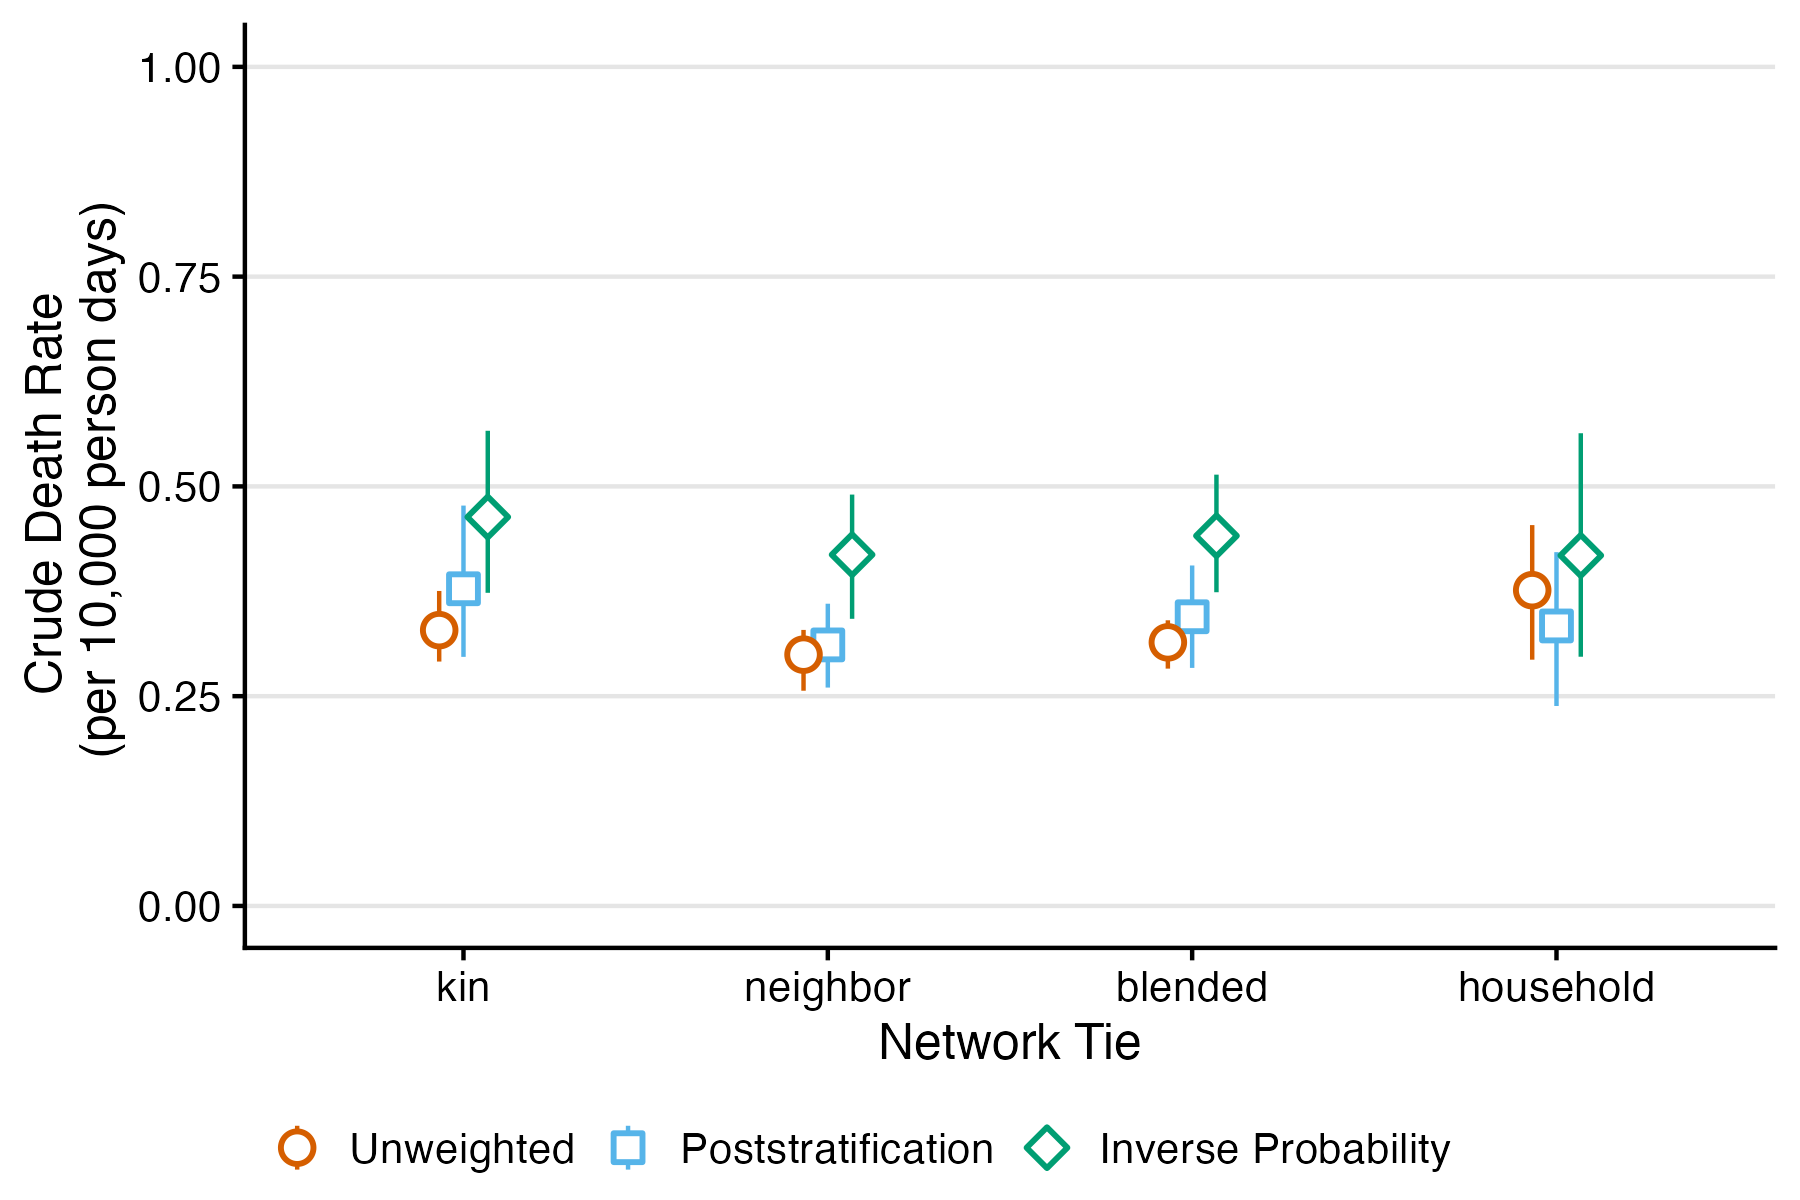 Crude Death Rate
(per 10,000 person days)
1.00
0.75
0.50
0.25
0.00
kin neighbor blended household
Network Tie
Unweighted Poststratification Inverse Probability